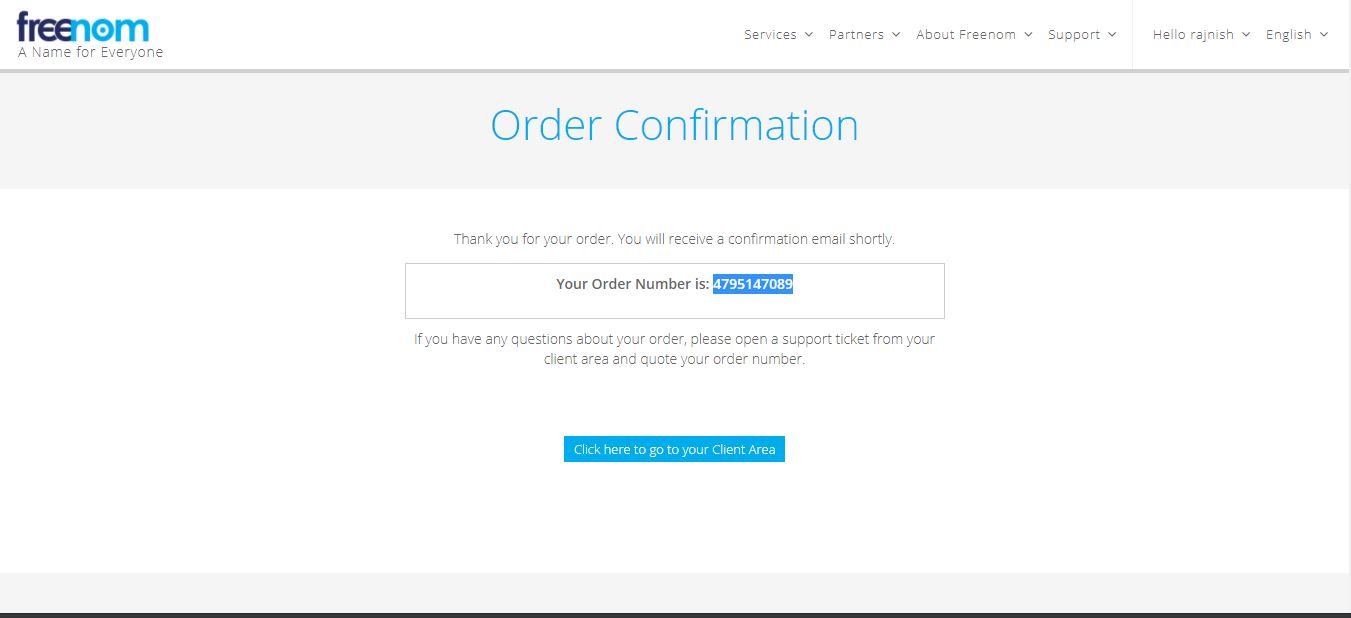 freenom
A Name for Everyone
Services Partners About Freenom Support Hello rajnish English
Order Confirmation
Thank you for your order. You will receive a confirmation email shortly.
Your Order Number is: 4795147089
If you have any questions about your order, please open a support ticket from your
client area and quote your order number.
Click here to go to your Client Area